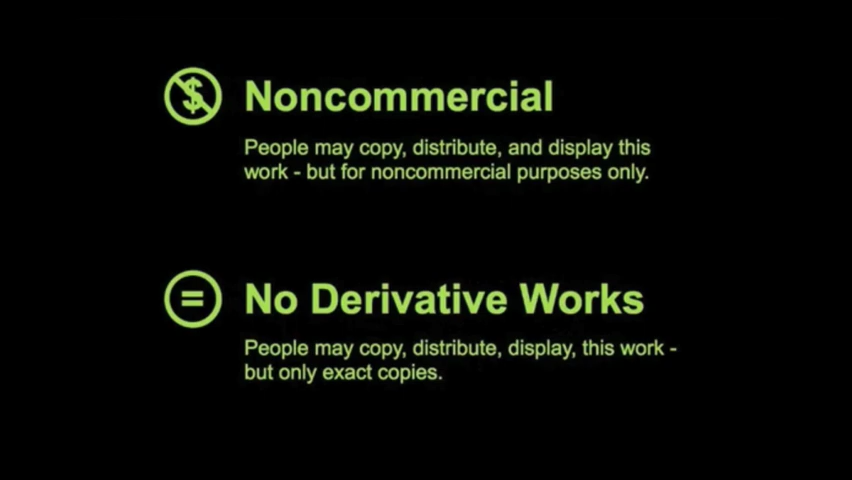 Noncommercial
People may copy, distribute, and display this
work - but for noncommercial purposes only.
No Derivative Works
People may copy, distribute, display, this work -
but only exact copies.